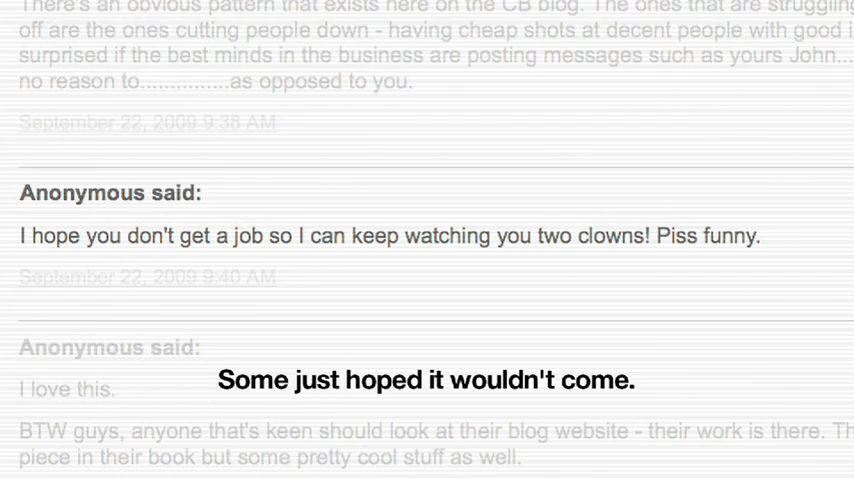 There's an obvious pattern that exists here on the CB blog. The ones that are struggling
off are the ones cutting people down - having cheap shots at decent people with good i
surprised if the best minds in the business are posting messages such as yours John...
no reason to...............as opposed to you.
September 22, 2009 9:38 AM
Anonymous said:
I hope you don't get a job so I can keep watching you two clowns! Piss funny.
September 22, 2009 9:40 AM
Anonymous said:
I love this.
Some just hoped it wouldn't come.
BTW guys, anyone that's keen should look at their blog website - their work is there. Th
piece in their book but some pretty cool stuff as well.